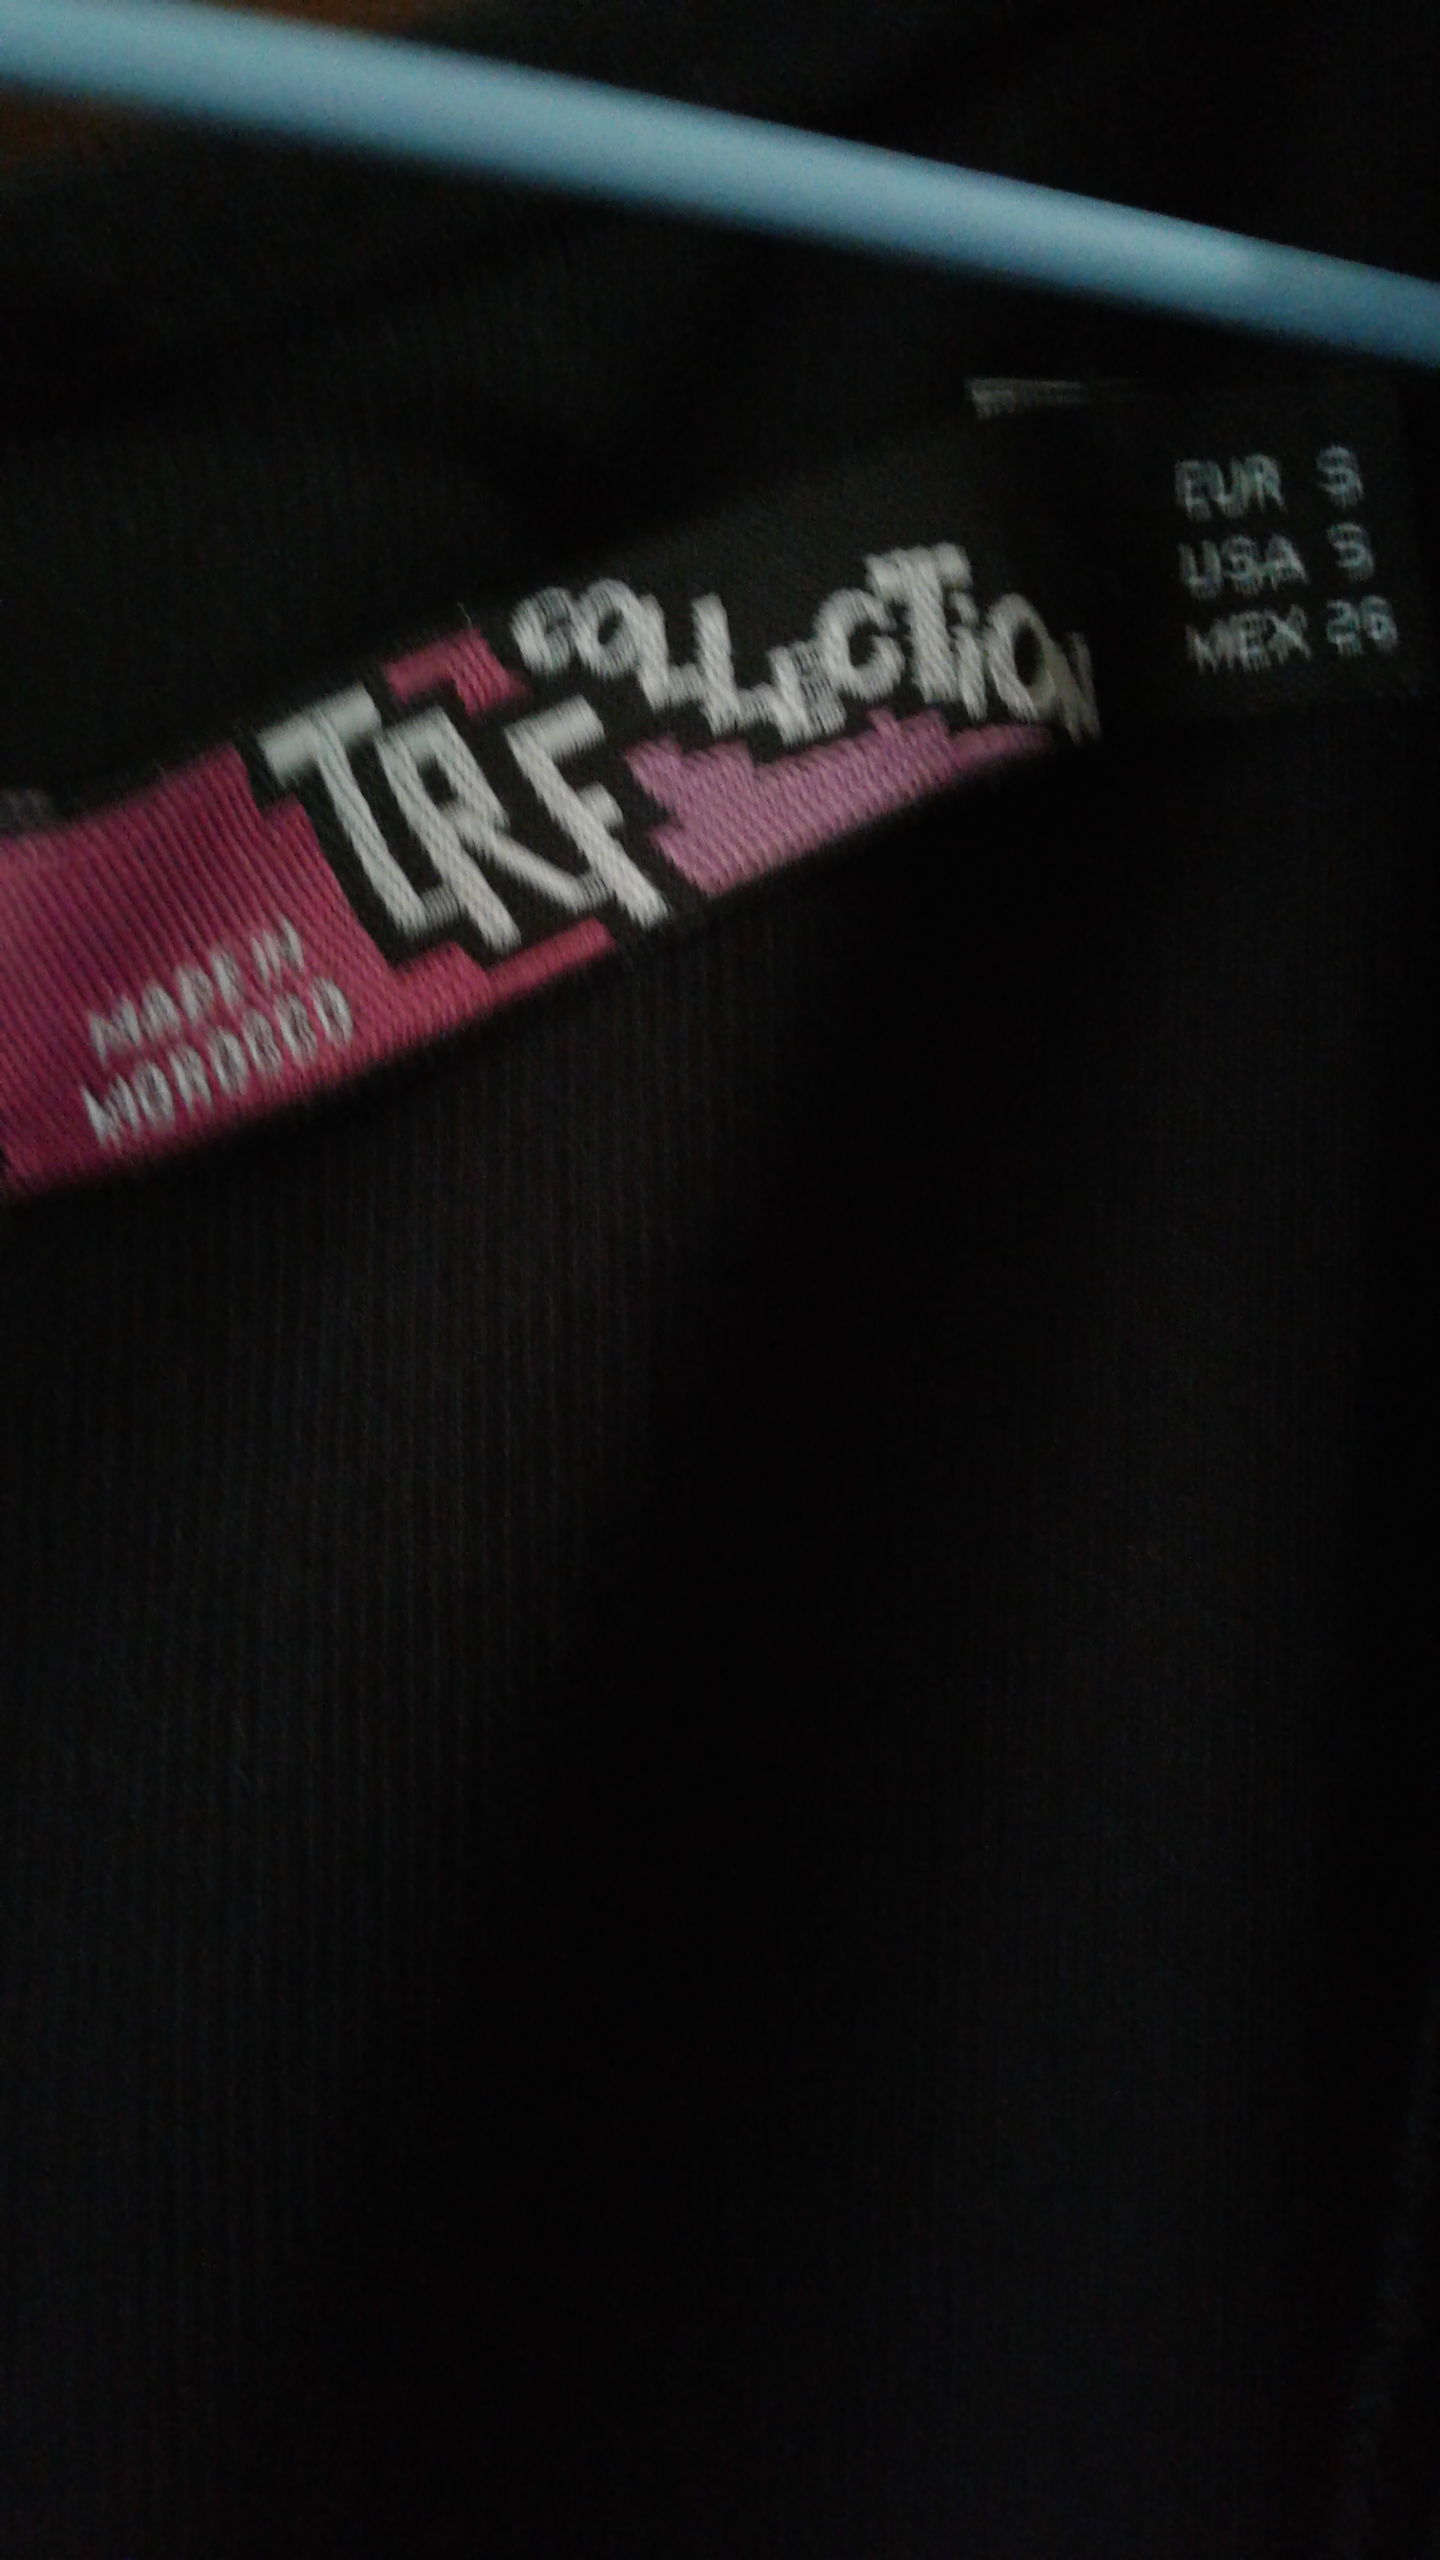 TRF COLLECTION
MADE IN
MOROCCO
EUR S
USA S
MEX 26